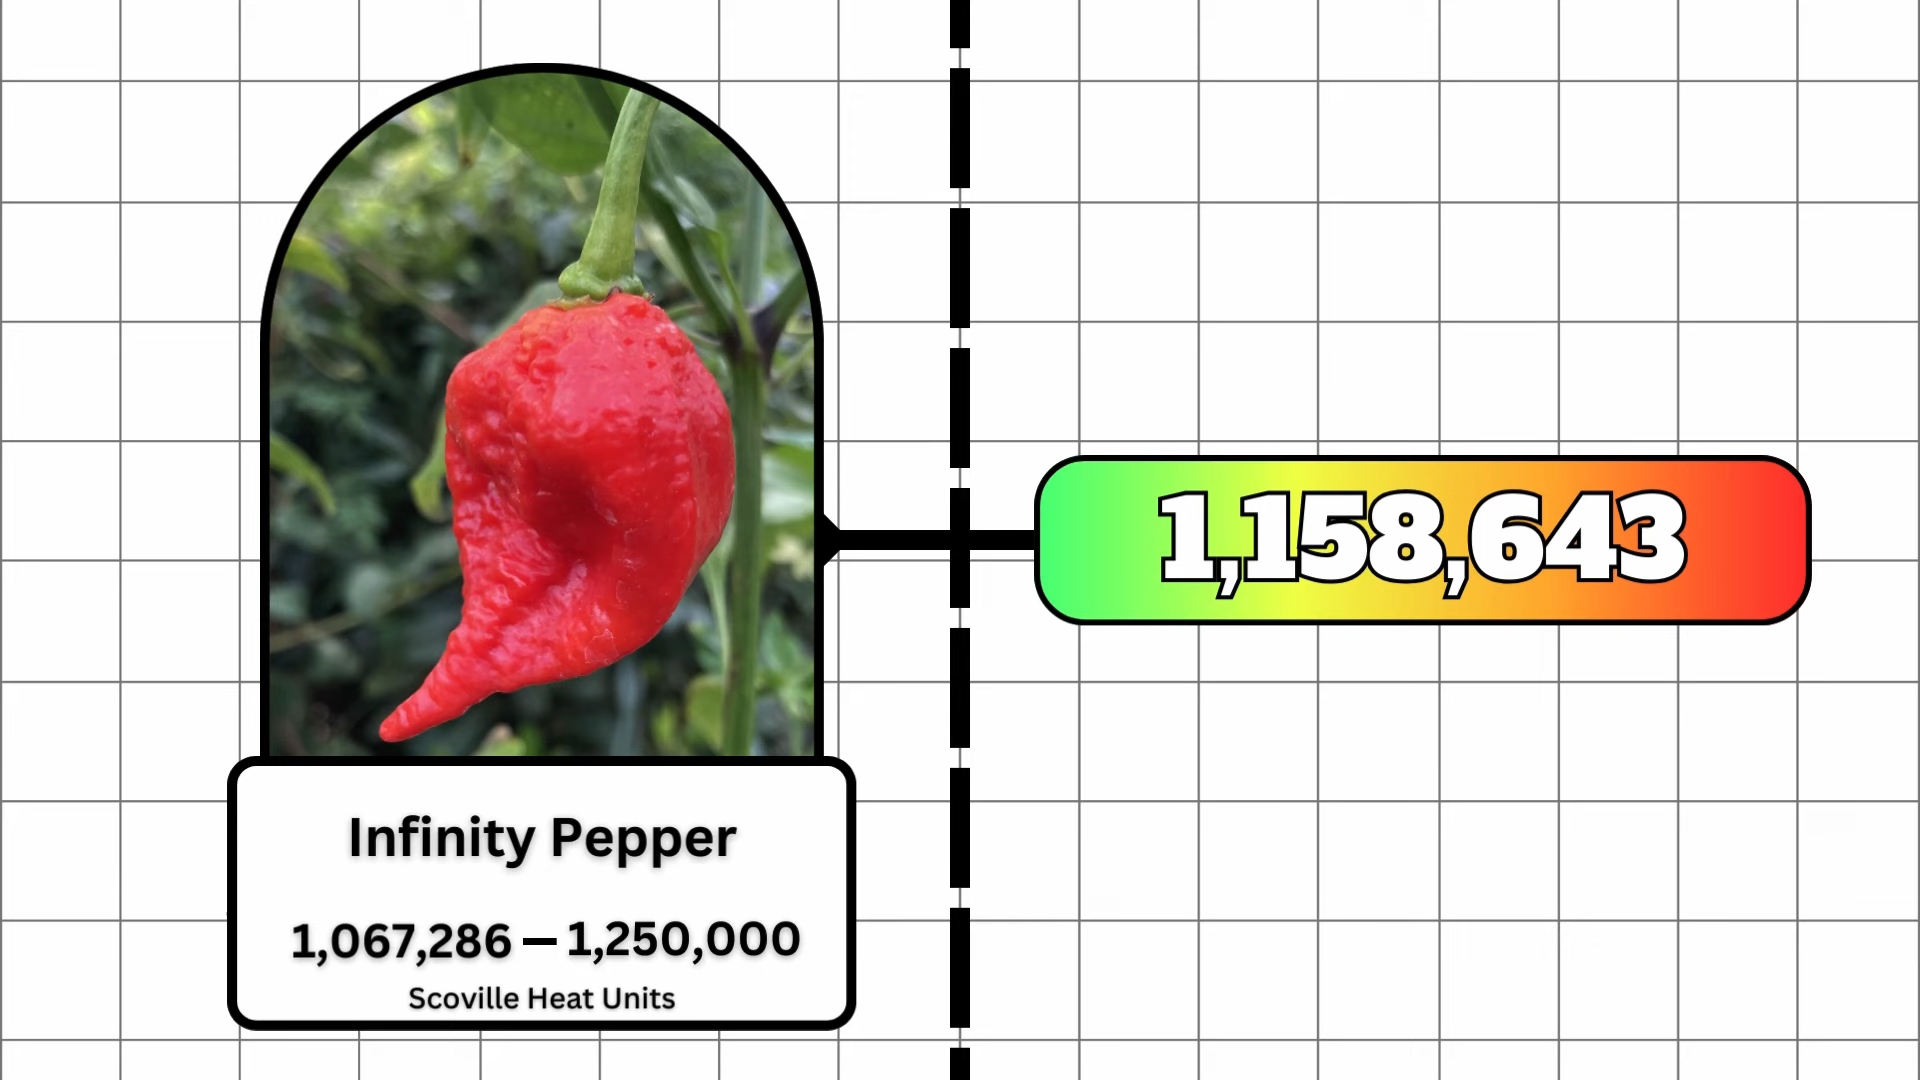 Infinity Pepper
1,067,286 — 1,250,000
Scoville Heat Units
1,158,643